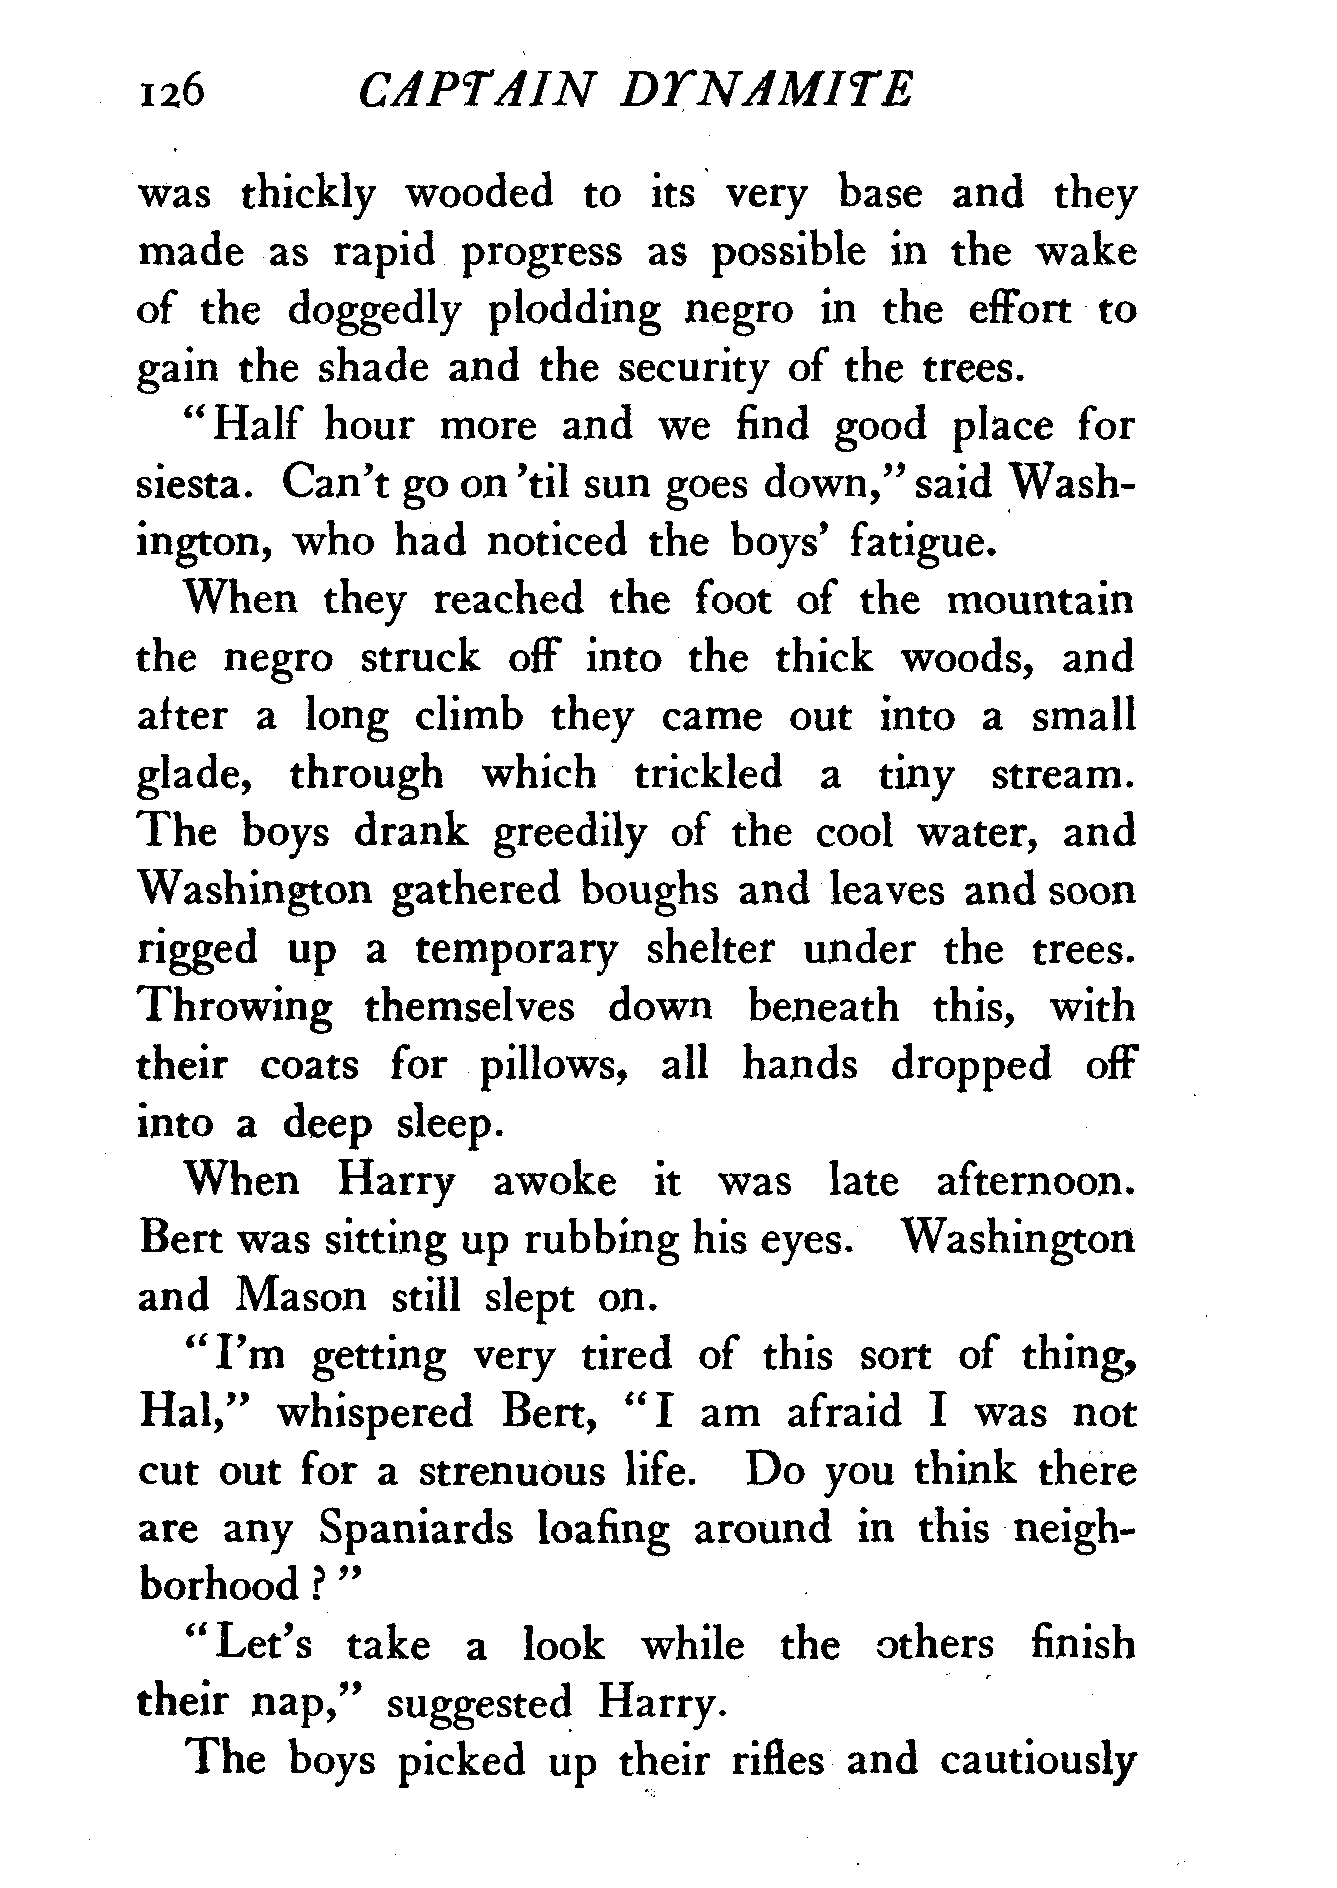 126 CAPTAIN DYNAMITE
was thickly wooded to its very base and they
made as rapid progress as possible in the wake
of the doggedly plodding negro in the effort to
gain the shade and the security of the trees.
“Half hour more and we find good place for
siesta. Can’t go on ’til sun goes down,” said Wash-
ington, who had noticed the boys’ fatigue.
When they reached the foot of the mountain
the negro struck off into the thick woods, and
after a long climb they came out into a small
glade, through which trickled a tiny stream.
The boys drank greedily of the cool water, and
Washington gathered boughs and leaves and soon
rigged up a temporary shelter under the trees.
Throwing themselves down beneath this, with
their coats for pillows, all hands dropped off
into a deep sleep.
When Harry awoke it was late afternoon.
Bert was sitting up rubbing his eyes. Washington
and Mason still slept on.
“I’m getting very tired of this sort of thing,
Hal,” whispered Bert, “I am afraid I was not
cut out for a strenuous life. Do you think there
are any Spaniards loafing around in this neigh-
borhood ?”
“Let’s take a look while the others finish
their nap,” suggested Harry.
The boys picked up their rifles and cautiously